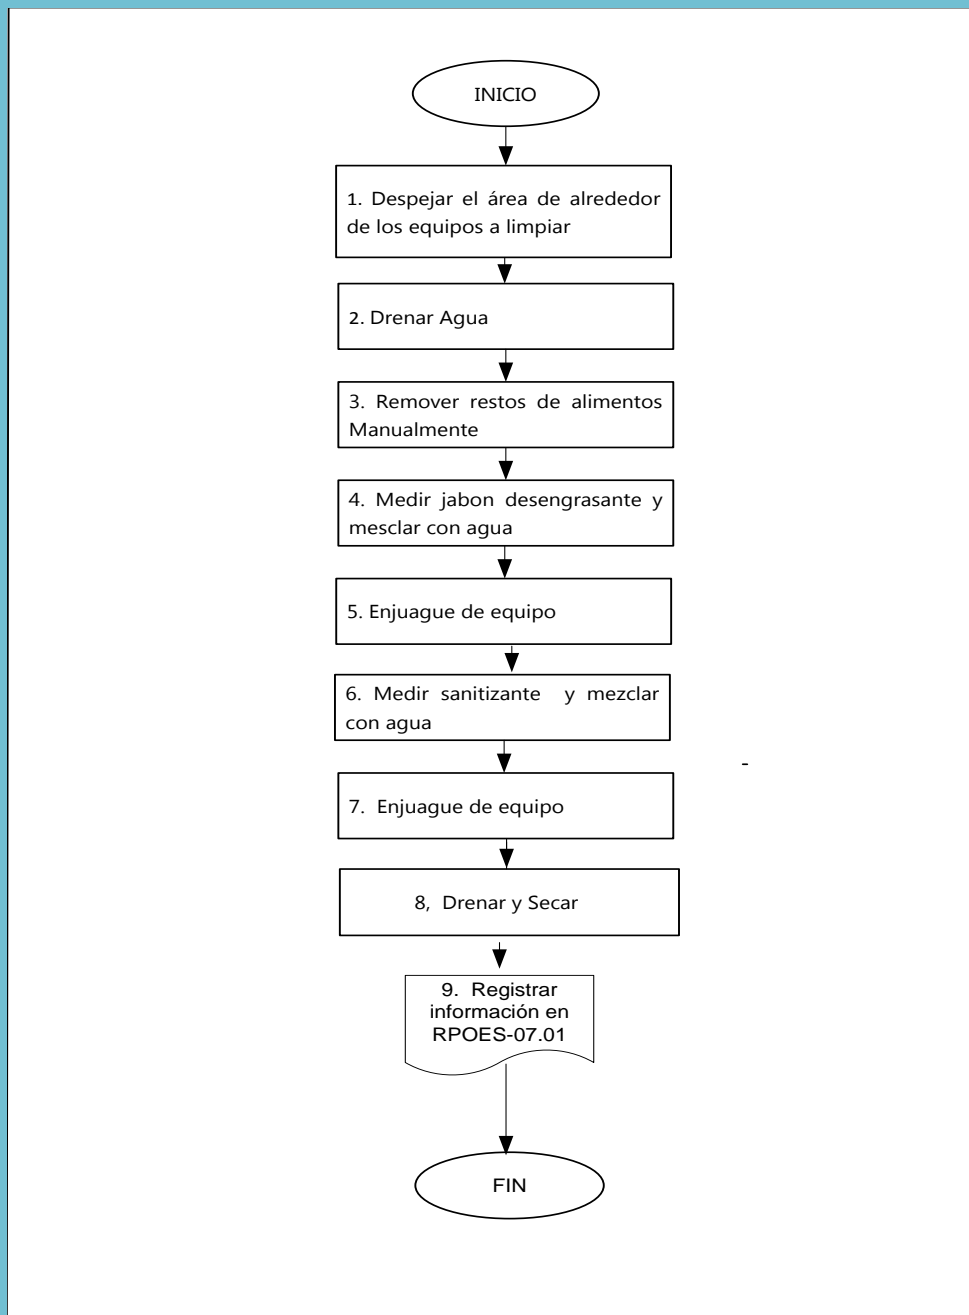 INICIO
1. Despejar el área de alrededor
de los equipos a limpiar
2. Drenar Agua
3. Remover restos de alimentos
Manualmente
4. Medir jabon desengrasante y
mesclar con agua
5. Enjuague de equipo
6. Medir sanitizante y mezclar
con agua
-
7. Enjuague de equipo
8, Drenar y Secar
9. Registrar
información en
RPOES-07.01
FIN